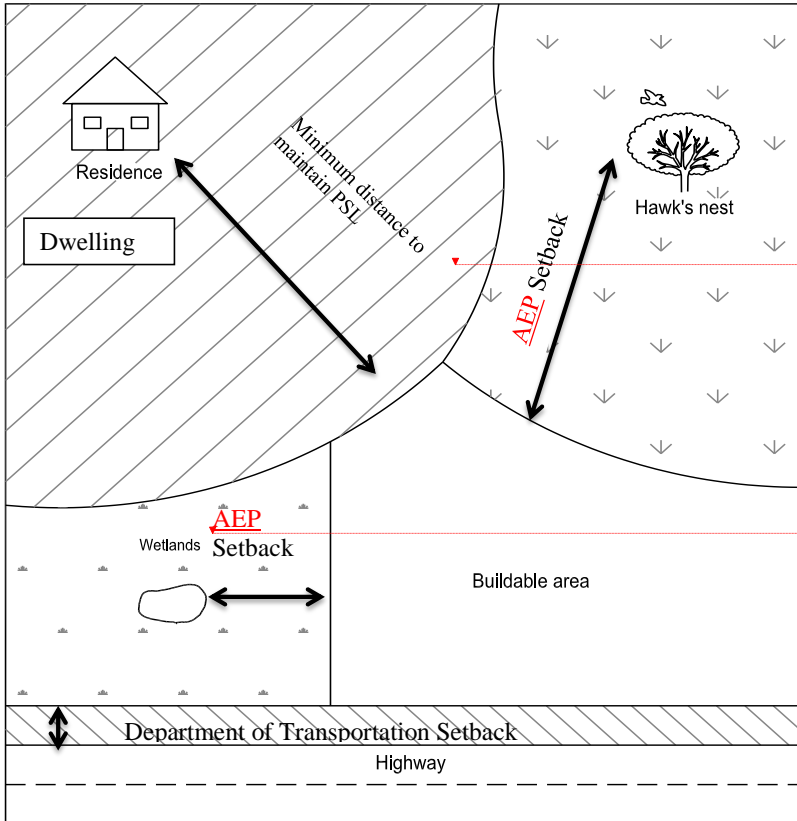 Minimum distance to
maintain PSL
Residence
Dwelling
Hawk's nest
AEP Setback
AEP
Wetlands
Setback
Buildable area
Department of Transportation Setback
Highway